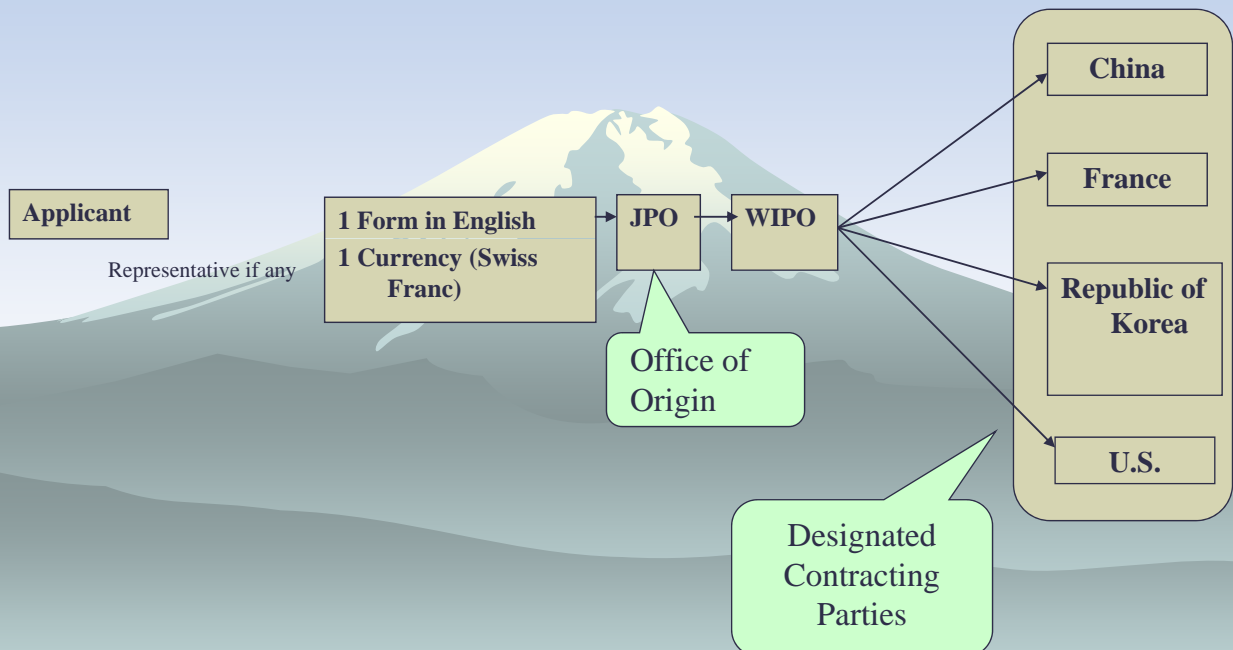 Applicant
Representative if any
1 Form in English
1 Currency (Swiss
Franc)
JPO
WIPO
Office of
Origin
China
France
Republic of
Korea
U.S.
Designated
Contracting
Parties